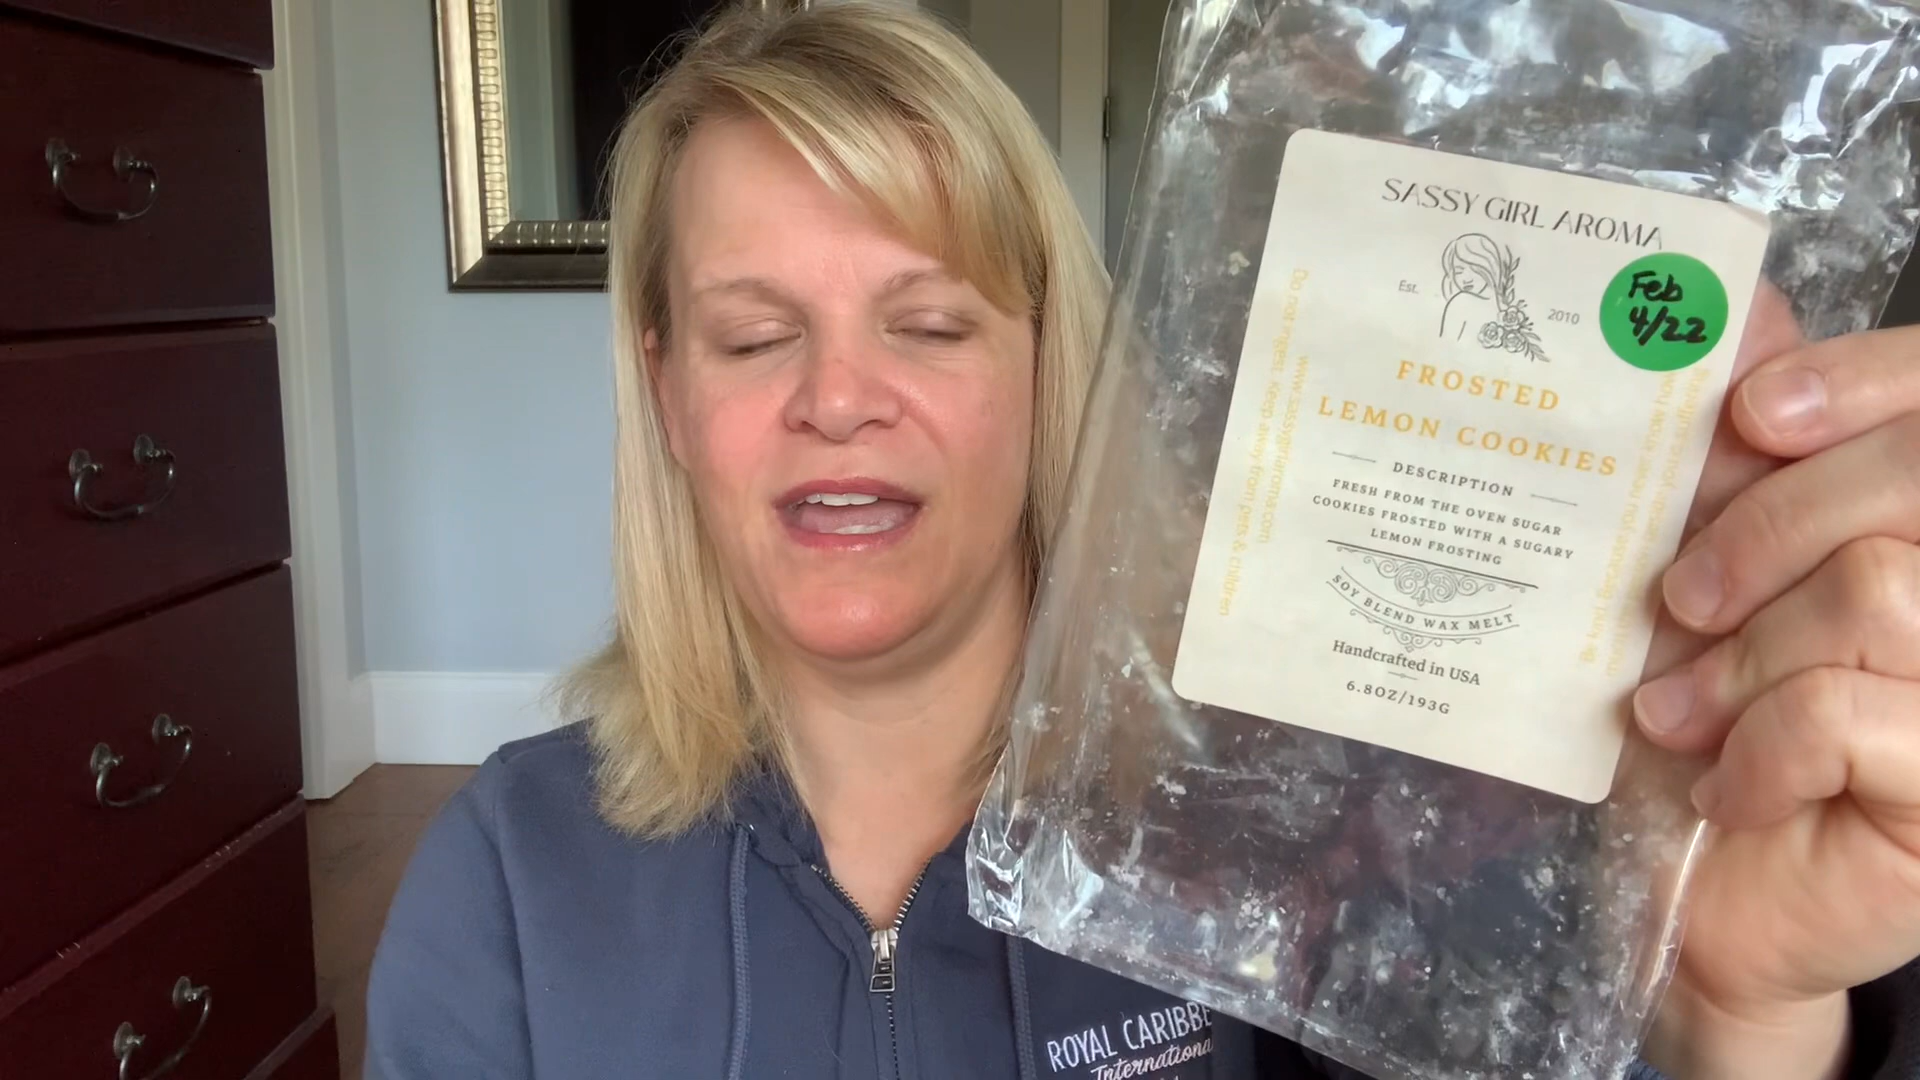 SASSY GIRL AROMA
Est. 2010
Feb
4/22
FROSTED
LEMON COOKIES
DESCRIPTION
FRESH FROM THE OVEN SUGAR
COOKIES FROSTED WITH A SUGARY
LEMON FROSTING
SOY BLEND WAX MELT
Handcrafted in USA
6.8OZ/193G
Do not ingest. Keep away from pets & children
www.sassygirlaroma.com
ROYAL CARIBBE
Internationa